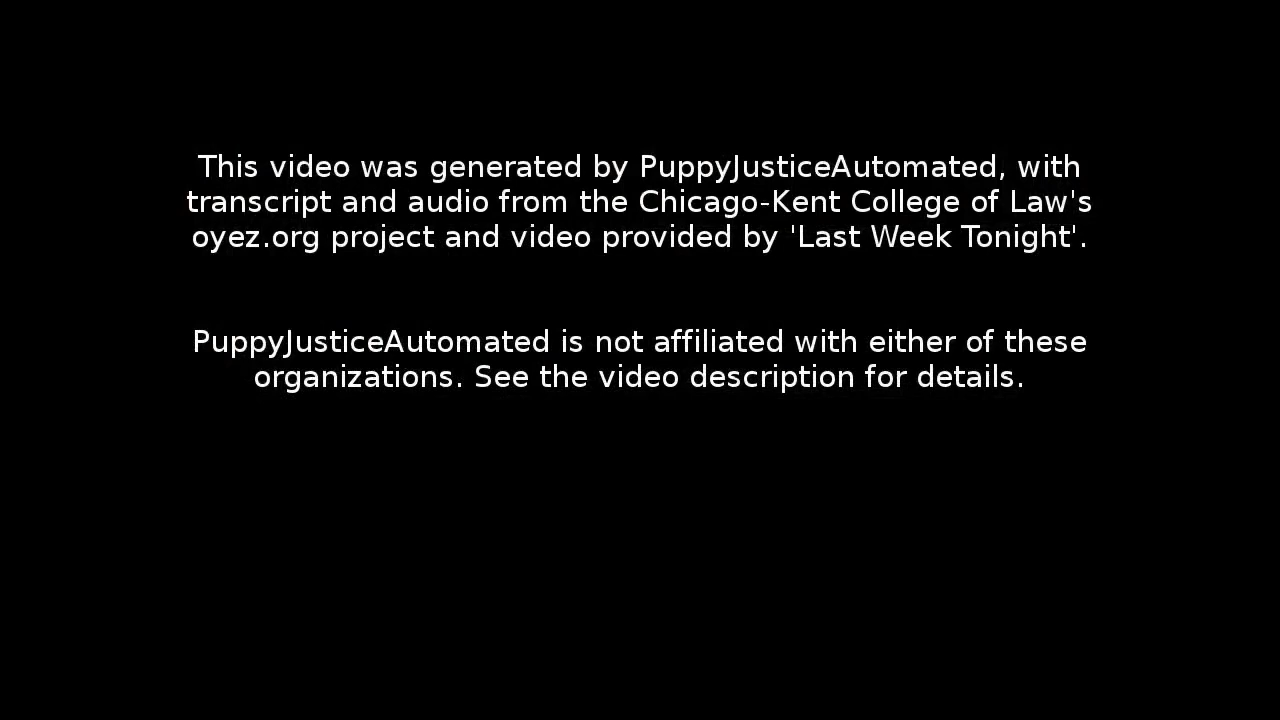 This video was generated by PuppyJusticeAutomated, with
transcript and audio from the Chicago-Kent College of Law's
oyez.org project and video provided by 'Last Week Tonight'.
PuppyJusticeAutomated is not affiliated with either of these
organizations. See the video description for details.